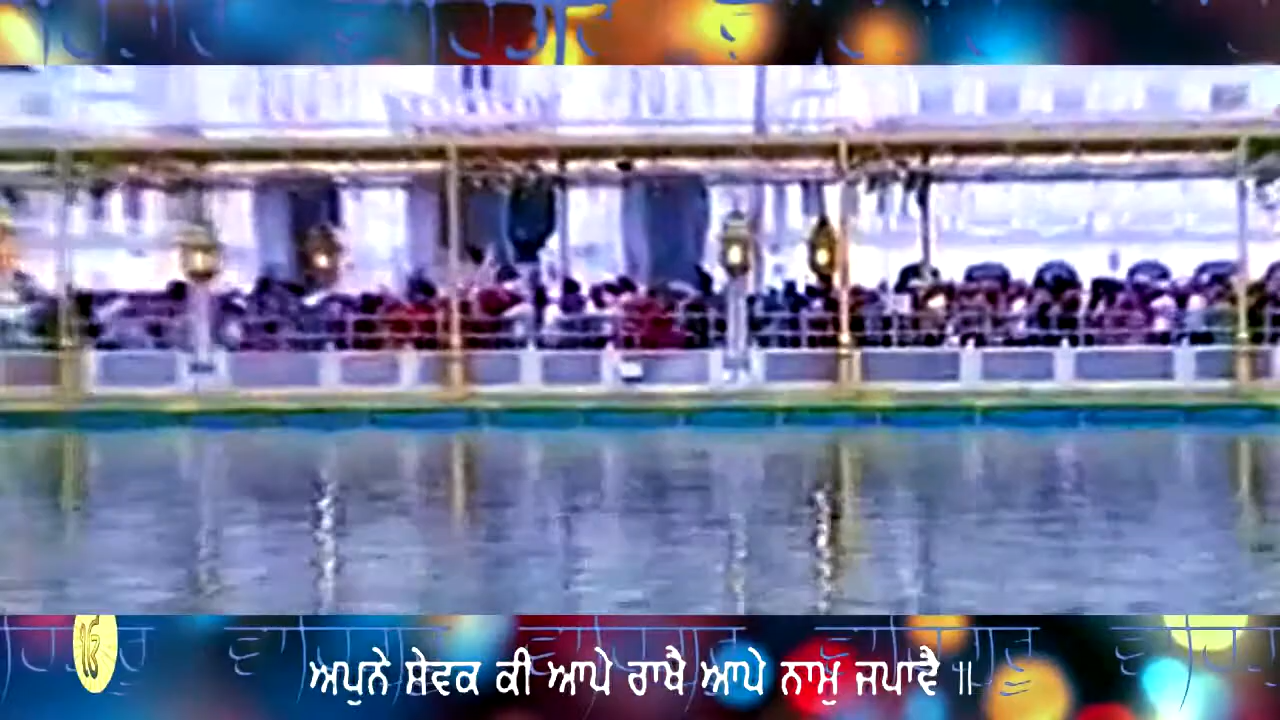 ਵਾਹਿਗੁਰੂ ਵਾਹਿਗੁਰੂ ਵਾਹਿਗੁਰੂ
ੴ
ਅਪੁਨੇ ਸੇਵਕ ਕੀ ਆਪੇ ਰਾਖੈ ਆਪੇ ਨਾਮੁ ਜਪਾਵੈ ॥